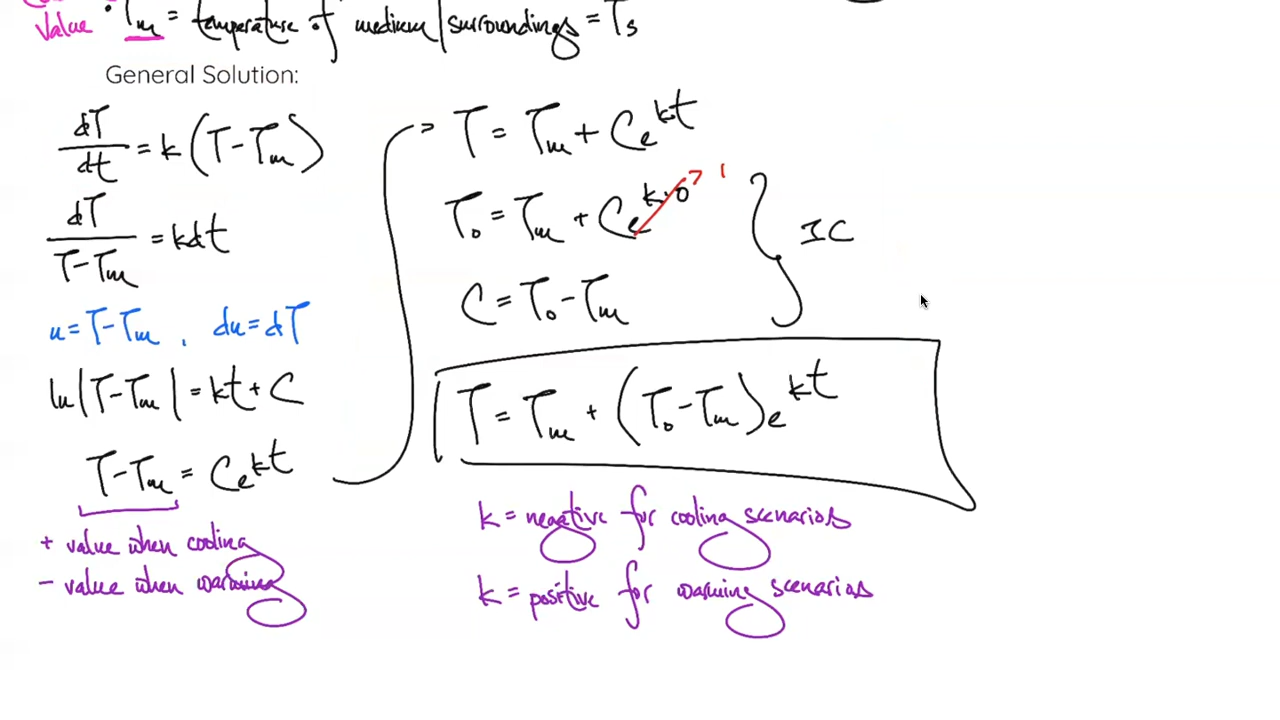 Value • Tm = temperature of medium/surroundings = Ts
General Solution:
dT/dt = k(T-Tm)
dT/(T-Tm) = kdt
u = T-Tm , du = dT
ln|T-Tm| = kt + C
T-Tm = Ce^kt
+ value when cooling
- value when warming
T = Tm + Ce^kt
T₀ = Tm + Ce^k·0 → 1
C = T₀ - Tm
IC
T = Tm + (T₀-Tm)e^kt
k = negative for cooling scenarios
k = positive for warming scenarios